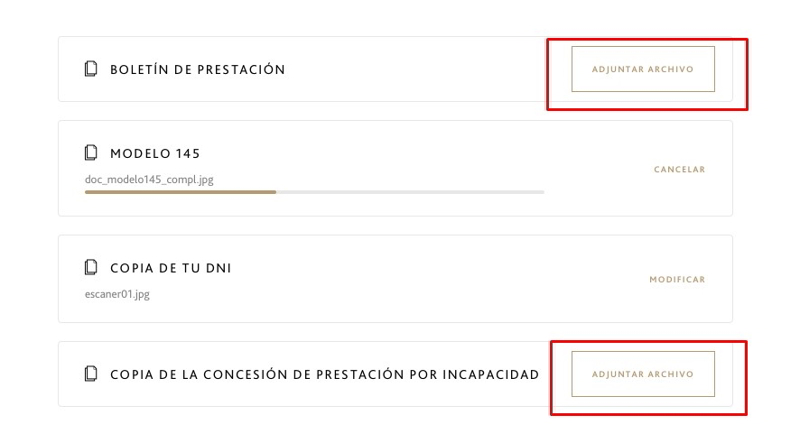 BOLETÍN DE PRESTACIÓN
ADJUNTAR ARCHIVO
MODELO 145
doc_modelo145_compl.jpg
CANCELAR
COPIA DE TU DNI
escaner01.jpg
MODIFICAR
COPIA DE LA CONCESIÓN DE PRESTACIÓN POR INCAPACIDAD
ADJUNTAR ARCHIVO